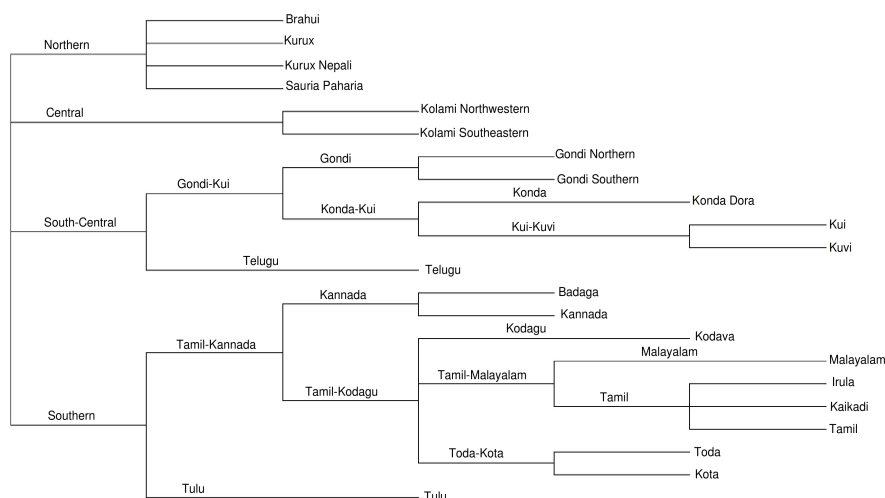 Brahui
Northern
Kurux
Kurux Nepali
Sauria Paharia
Central
Kolami Northwestern
Kolami Southeastern
Gondi
Gondi Northern
Gondi Southern
Gondi-Kui
Konda
Konda Dora
Konda-Kui
South-Central
Kui-Kuvi
Kui
Kuvi
Telugu
Telugu
Kannada
Badaga
Kannada
Kodagu
Kodava
Tamil-Kannada
Malayalam
Malayalam
Tamil-Malayalam
Irula
Tamil-Kodagu
Tamil
Kaikadi
Southern
Tamil
Toda-Kota
Toda
Kota
Tulu
Tulu